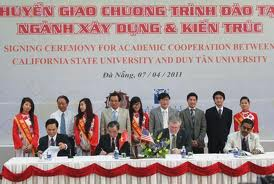 HUYỂN GIAO CHƯƠNG TRÌNH ĐÀO TẠ
NGÀNH XÂY DỰNG & KIẾN TRÚC
SIGNING CEREMONY FOR ACADEMIC COOPERATION BETWEEN
CALIFORNIA STATE UNIVERSITY AND DUY TÂN UNIVERSITY
Đà Nẵng, 07 / 04 / 2011